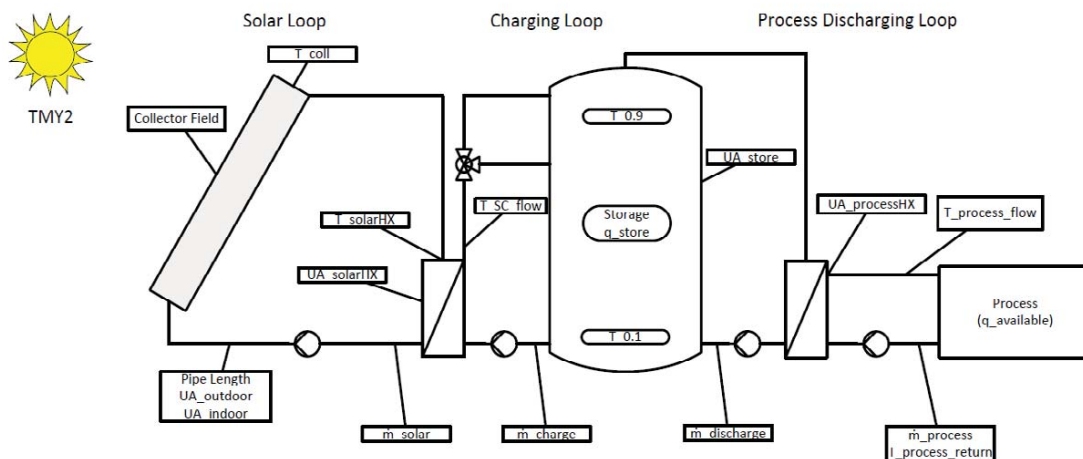 Solar Loop
Charging Loop
Process Discharging Loop
TMY2
T_coll
Collector Field
T_0.9
UA_store
T_SC_flow
T_solarHX
UA_solarHX
Storage
q_store
UA_processHX
T_process_flow
Process
(q_available)
T_0.1
Pipe Length
UA_outdoor
UA_indoor
ṁ_solar
ṁ_charge
ṁ_discharge
ṁ_process
T_process_return